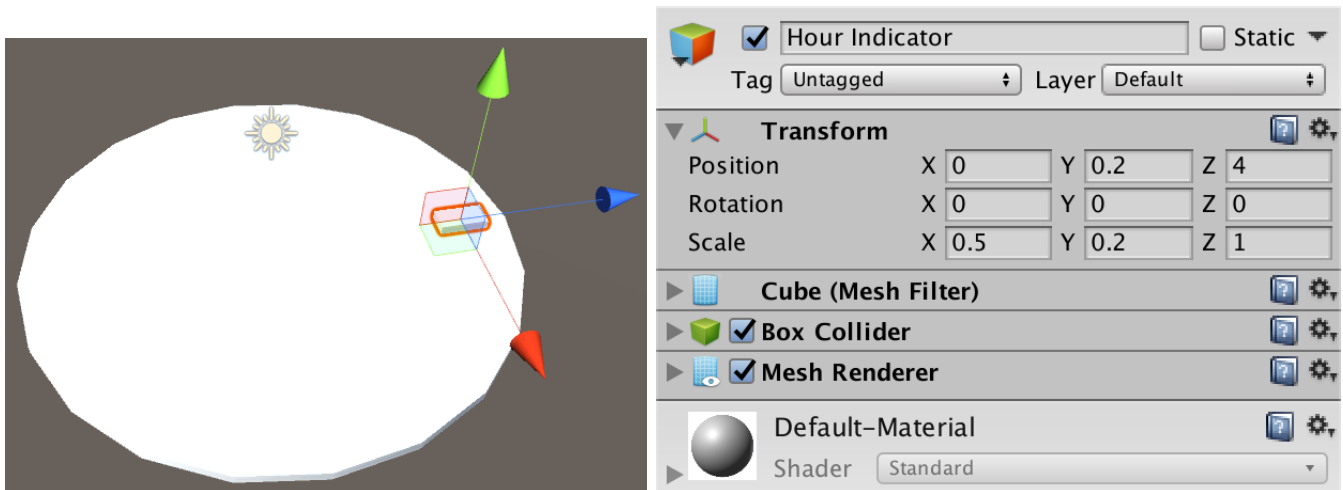 Hour Indicator Static
Tag Untagged Layer Default
Transform
Position X 0 Y 0.2 Z 4
Rotation X 0 Y 0 Z 0
Scale X 0.5 Y 0.2 Z 1
Cube (Mesh Filter)
Box Collider
Mesh Renderer
Default-Material
Shader Standard